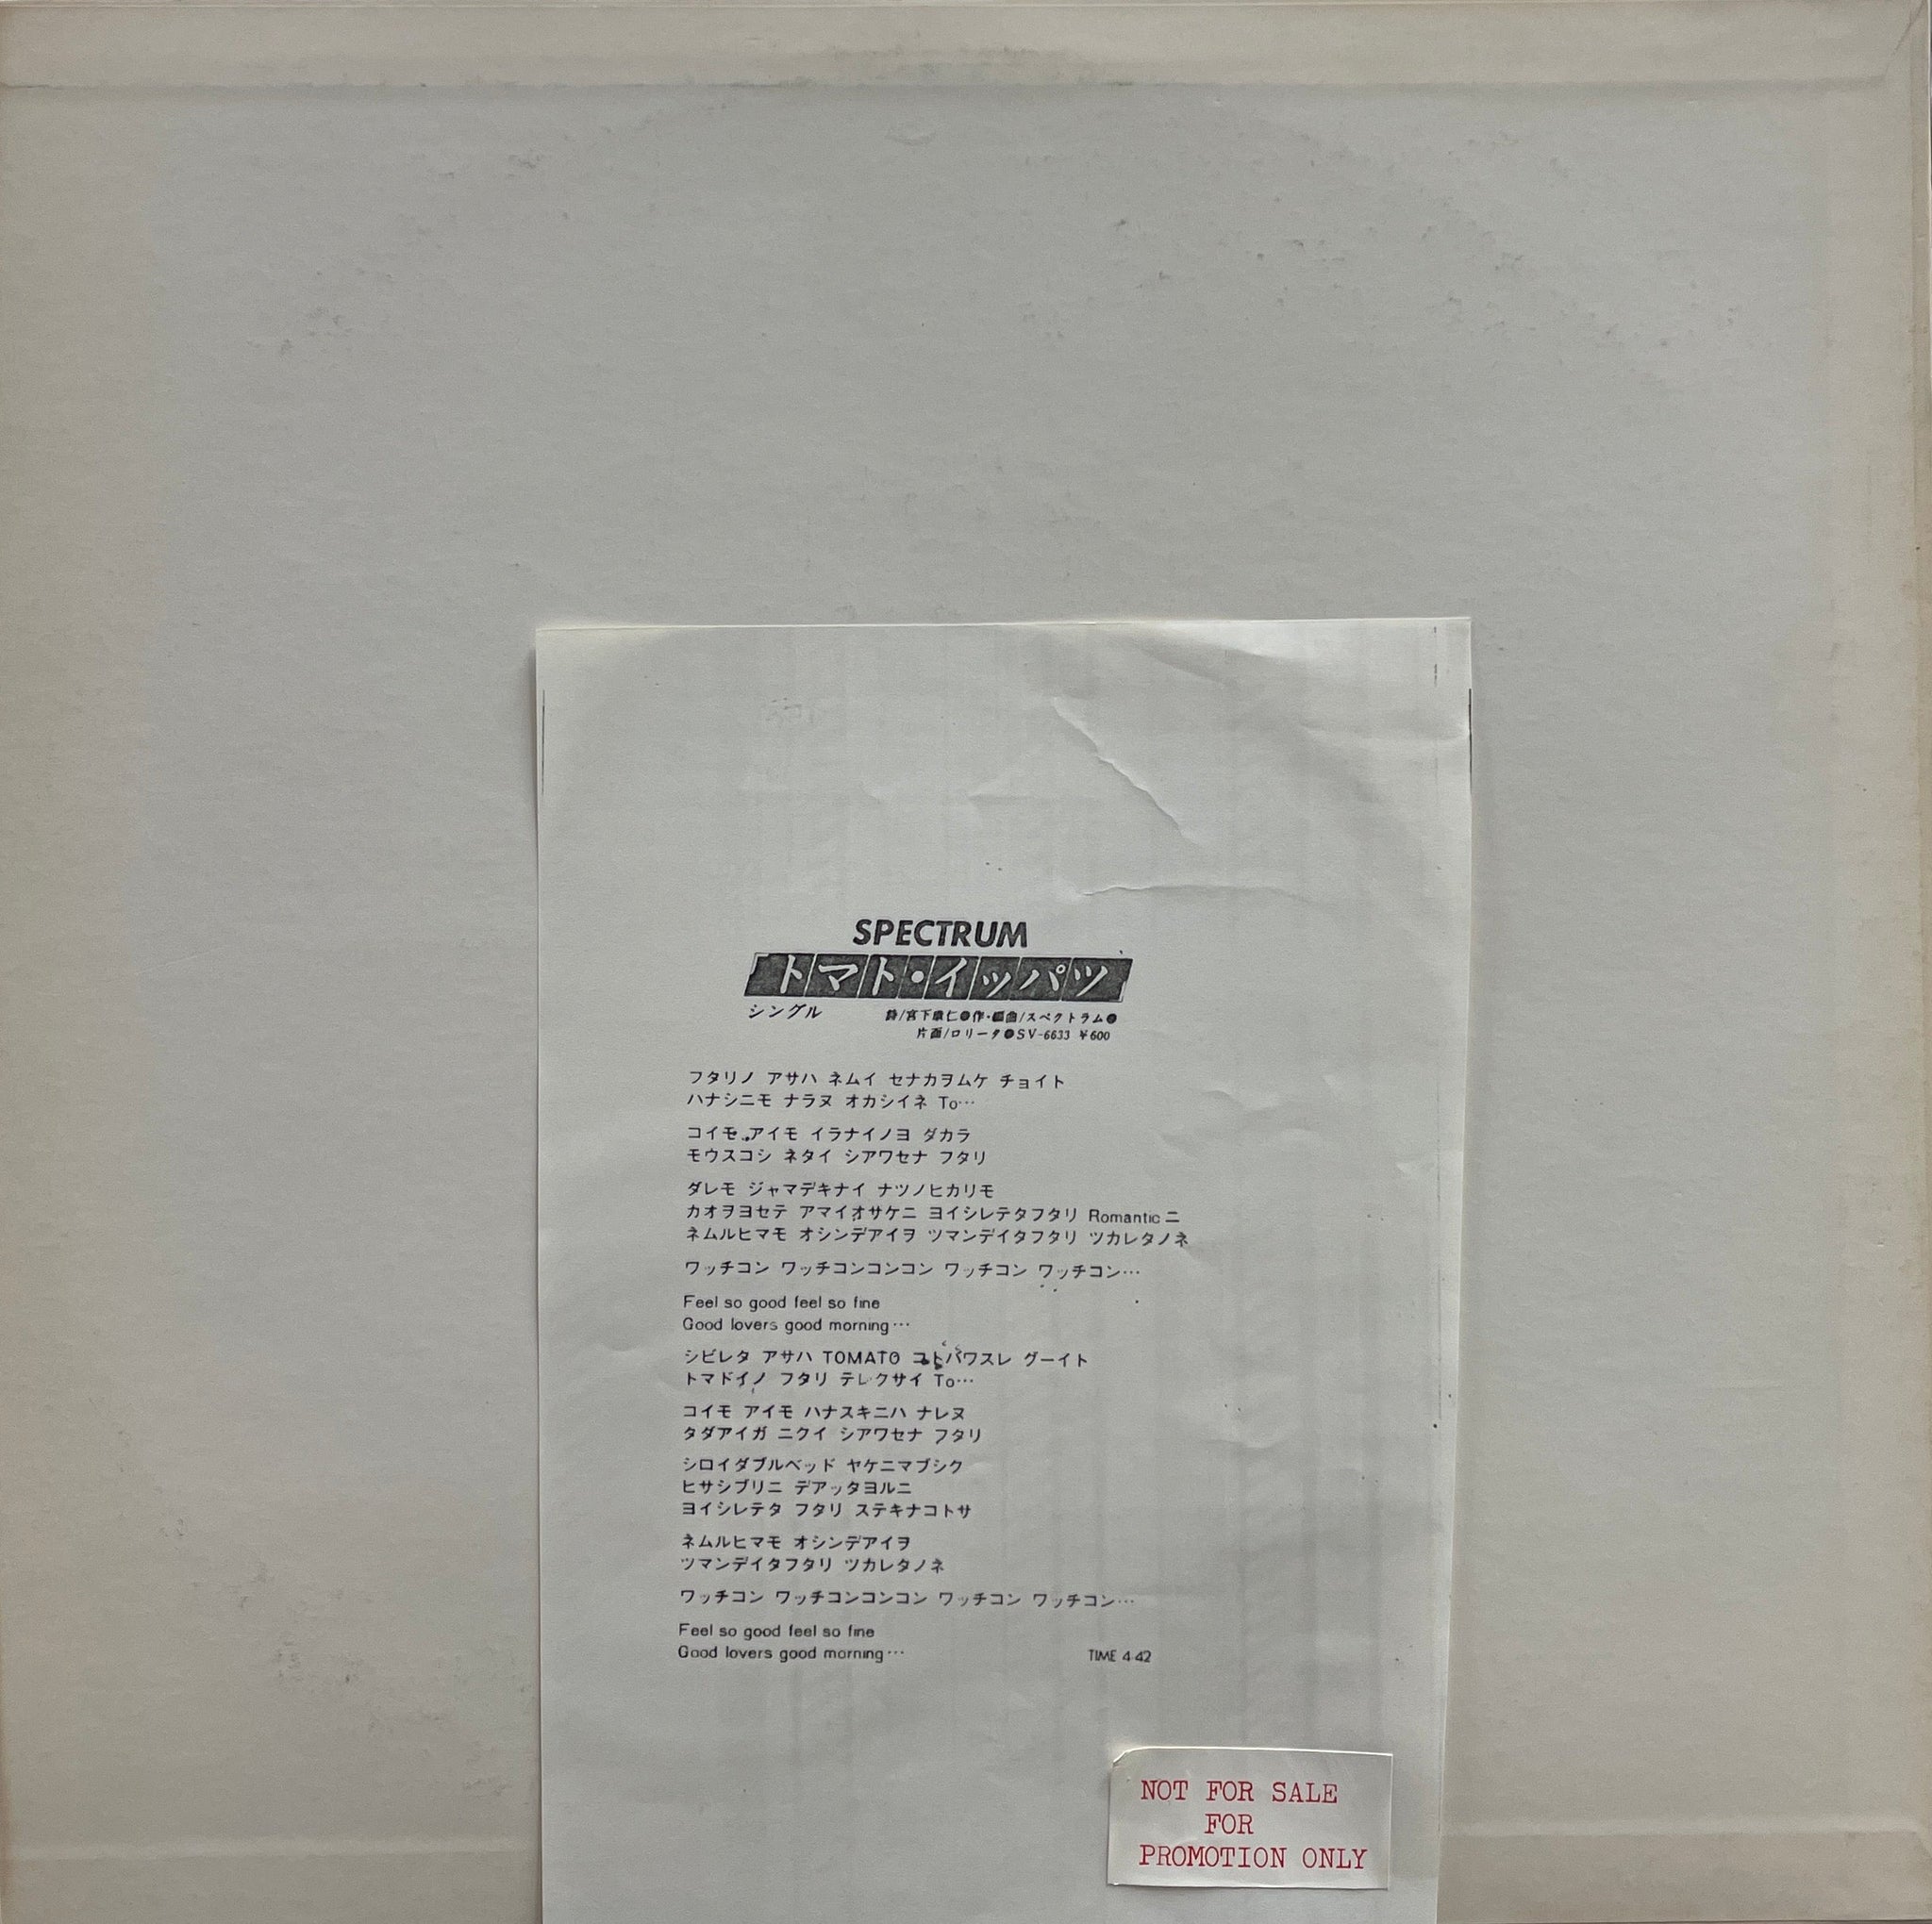 SPECTRUM
トマト・イッパツ
シングル
詩/宮下康仁●作・編曲/スペクトラム●
片面/ロリータ●SV-6633 ¥600
フタリノ アサハ ネムイ セナカヲムケ チョイト
ハナシニモ ナラヌ オカシイネ To…
コイモ アイモ イラナイノヨ ダカラ
モウスコシ ネタイ シアワセナ フタリ
ダレモ ジャマデキナイ ナツノヒカリモ
カオヲヨセテ アマイオサケニ ヨイシレテタフタリ Romanticニ
ネムルヒマモ オシンデアイヲ ツマンデイタフタリ ツカレタノネ
ワッチコン ワッチコンコンコン ワッチコン ワッチコン…
Feel so good feel so fine
Good lovers good morning…
シビレタ アサハ TOMATO コトバワスレ グーイト
トマドイノ フタリ テレクサイ To…
コイモ アイモ ハナスキニハ ナレヌ
タダアイガ ニクイ シアワセナ フタリ
シロイダブルベッド ヤケニマブシク
ヒサシブリニ デアッタヨルニ
ヨイシレテタ フタリ ステキナコトサ
ネムルヒマモ オシンデアイヲ
ツマンデイタフタリ ツカレタノネ
ワッチコン ワッチコンコンコン ワッチコン ワッチコン…
Feel so good feel so fine
Good lovers good morning…
TIME 4:42
NOT FOR SALE
FOR
PROMOTION ONLY